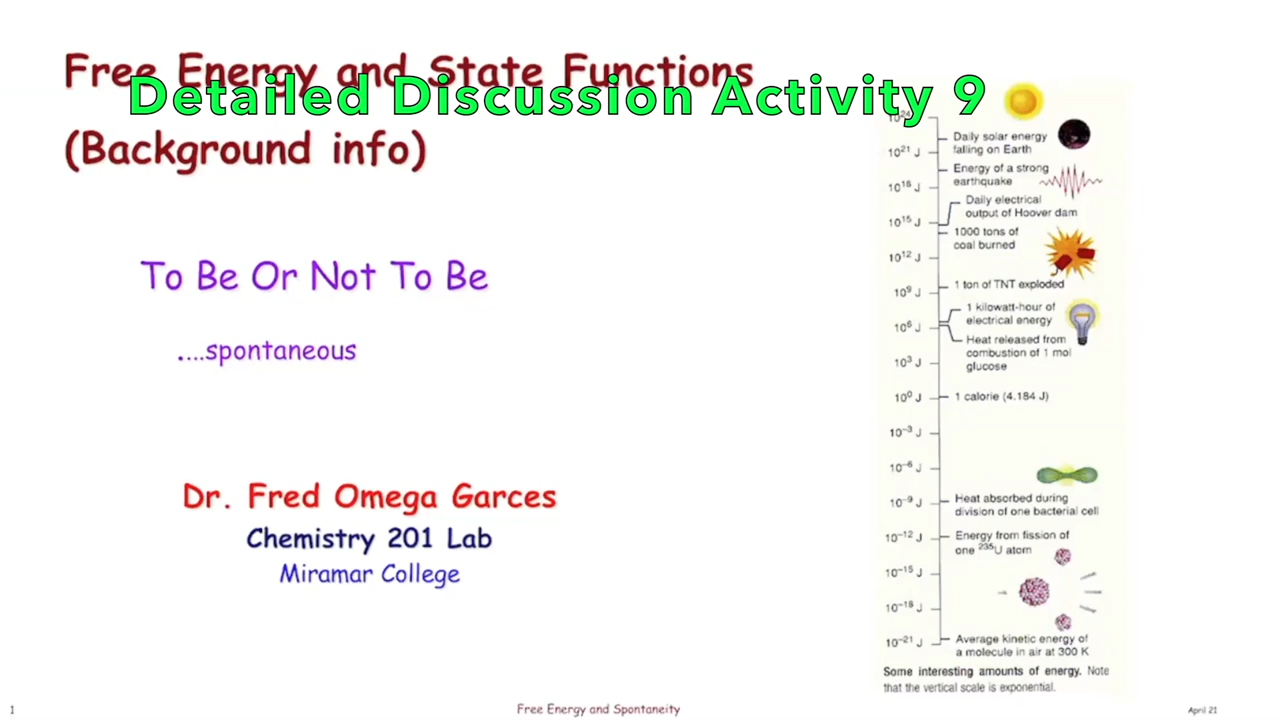 Free Energy and State Functions
Detailed Discussion Activity 9
(Background info)
To Be Or Not To Be
....spontaneous
Dr. Fred Omega Garces
Chemistry 201 Lab
Miramar College
10²⁴
Daily solar energy
falling on Earth
10²¹ J
Energy of a strong
earthquake
10¹⁸ J
Daily electrical
output of Hoover dam
10¹⁵ J
1000 tons of
coal burned
10¹² J
1 ton of TNT exploded
10⁹ J
1 kilowatt-hour of
electrical energy
10⁶ J
Heat released from
combustion of 1 mol
glucose
10³ J
10⁰ J
1 calorie (4.184 J)
10⁻³ J
10⁻⁶ J
10⁻⁹ J
Heat absorbed during
division of one bacterial cell
10⁻¹² J
Energy from fission of
one ²³⁵U atom
10⁻¹⁵ J
10⁻¹⁸ J
10⁻²¹ J
Average kinetic energy of
a molecule in air at 300 K
Some interesting amounts of energy. Note
that the vertical scale is exponential.
1
Free Energy and Spontaneity
April 21